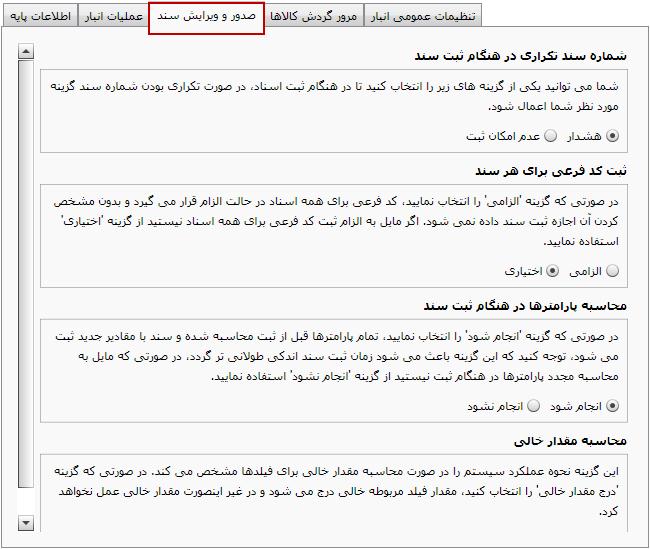 تنظیمات عمومی انبار
مرور گردش کالاها
صدور و ویرایش سند
عملیات انبار
اطلاعات پایه
شماره سند تکراری در هنگام ثبت سند
شما می توانید یکی از گزینه های زیر را انتخاب کنید تا در هنگام ثبت اسناد، در صورت تکراری بودن شماره سند گزینه
مورد نظر شما اعمال شود.
هشدار عدم امکان ثبت
ثبت کد فرعی برای هر سند
در صورتی که گزینه 'الزامی' را انتخاب نمایید، کد فرعی برای همه اسناد در حالت الزام قرار می گیرد و بدون مشخص
کردن آن اجازه ثبت سند داده نمی شود. اگر مایل به الزام ثبت کد فرعی برای همه اسناد نیستید از گزینه 'اختیاری'
استفاده نمایید.
الزامی اختیاری
محاسبه پارامترها در هنگام ثبت سند
در صورتی که گزینه 'انجام شود' را انتخاب نمایید، تمام پارامترها قبل از ثبت محاسبه شده و سند با مقادیر جدید ثبت
می شود، توجه کنید که این گزینه باعث می شود زمان ثبت سند اندکی طولانی تر گردد، در صورتی که مایل به
محاسبه مجدد پارامترها در هنگام ثبت نیستید از گزینه 'انجام نشود' استفاده نمایید.
انجام شود انجام نشود
محاسبه مقدار خالی
این گزینه نحوه عملکرد سیستم را در صورت محاسبه مقدار خالی برای فیلدها مشخص می کند. در صورتی که گزینه
'درج مقدار خالی' را انتخاب کنید، مقدار فیلد مربوطه خالی درج می شود و در غیر اینصورت مقدار خالی عمل نخواهد
کرد.